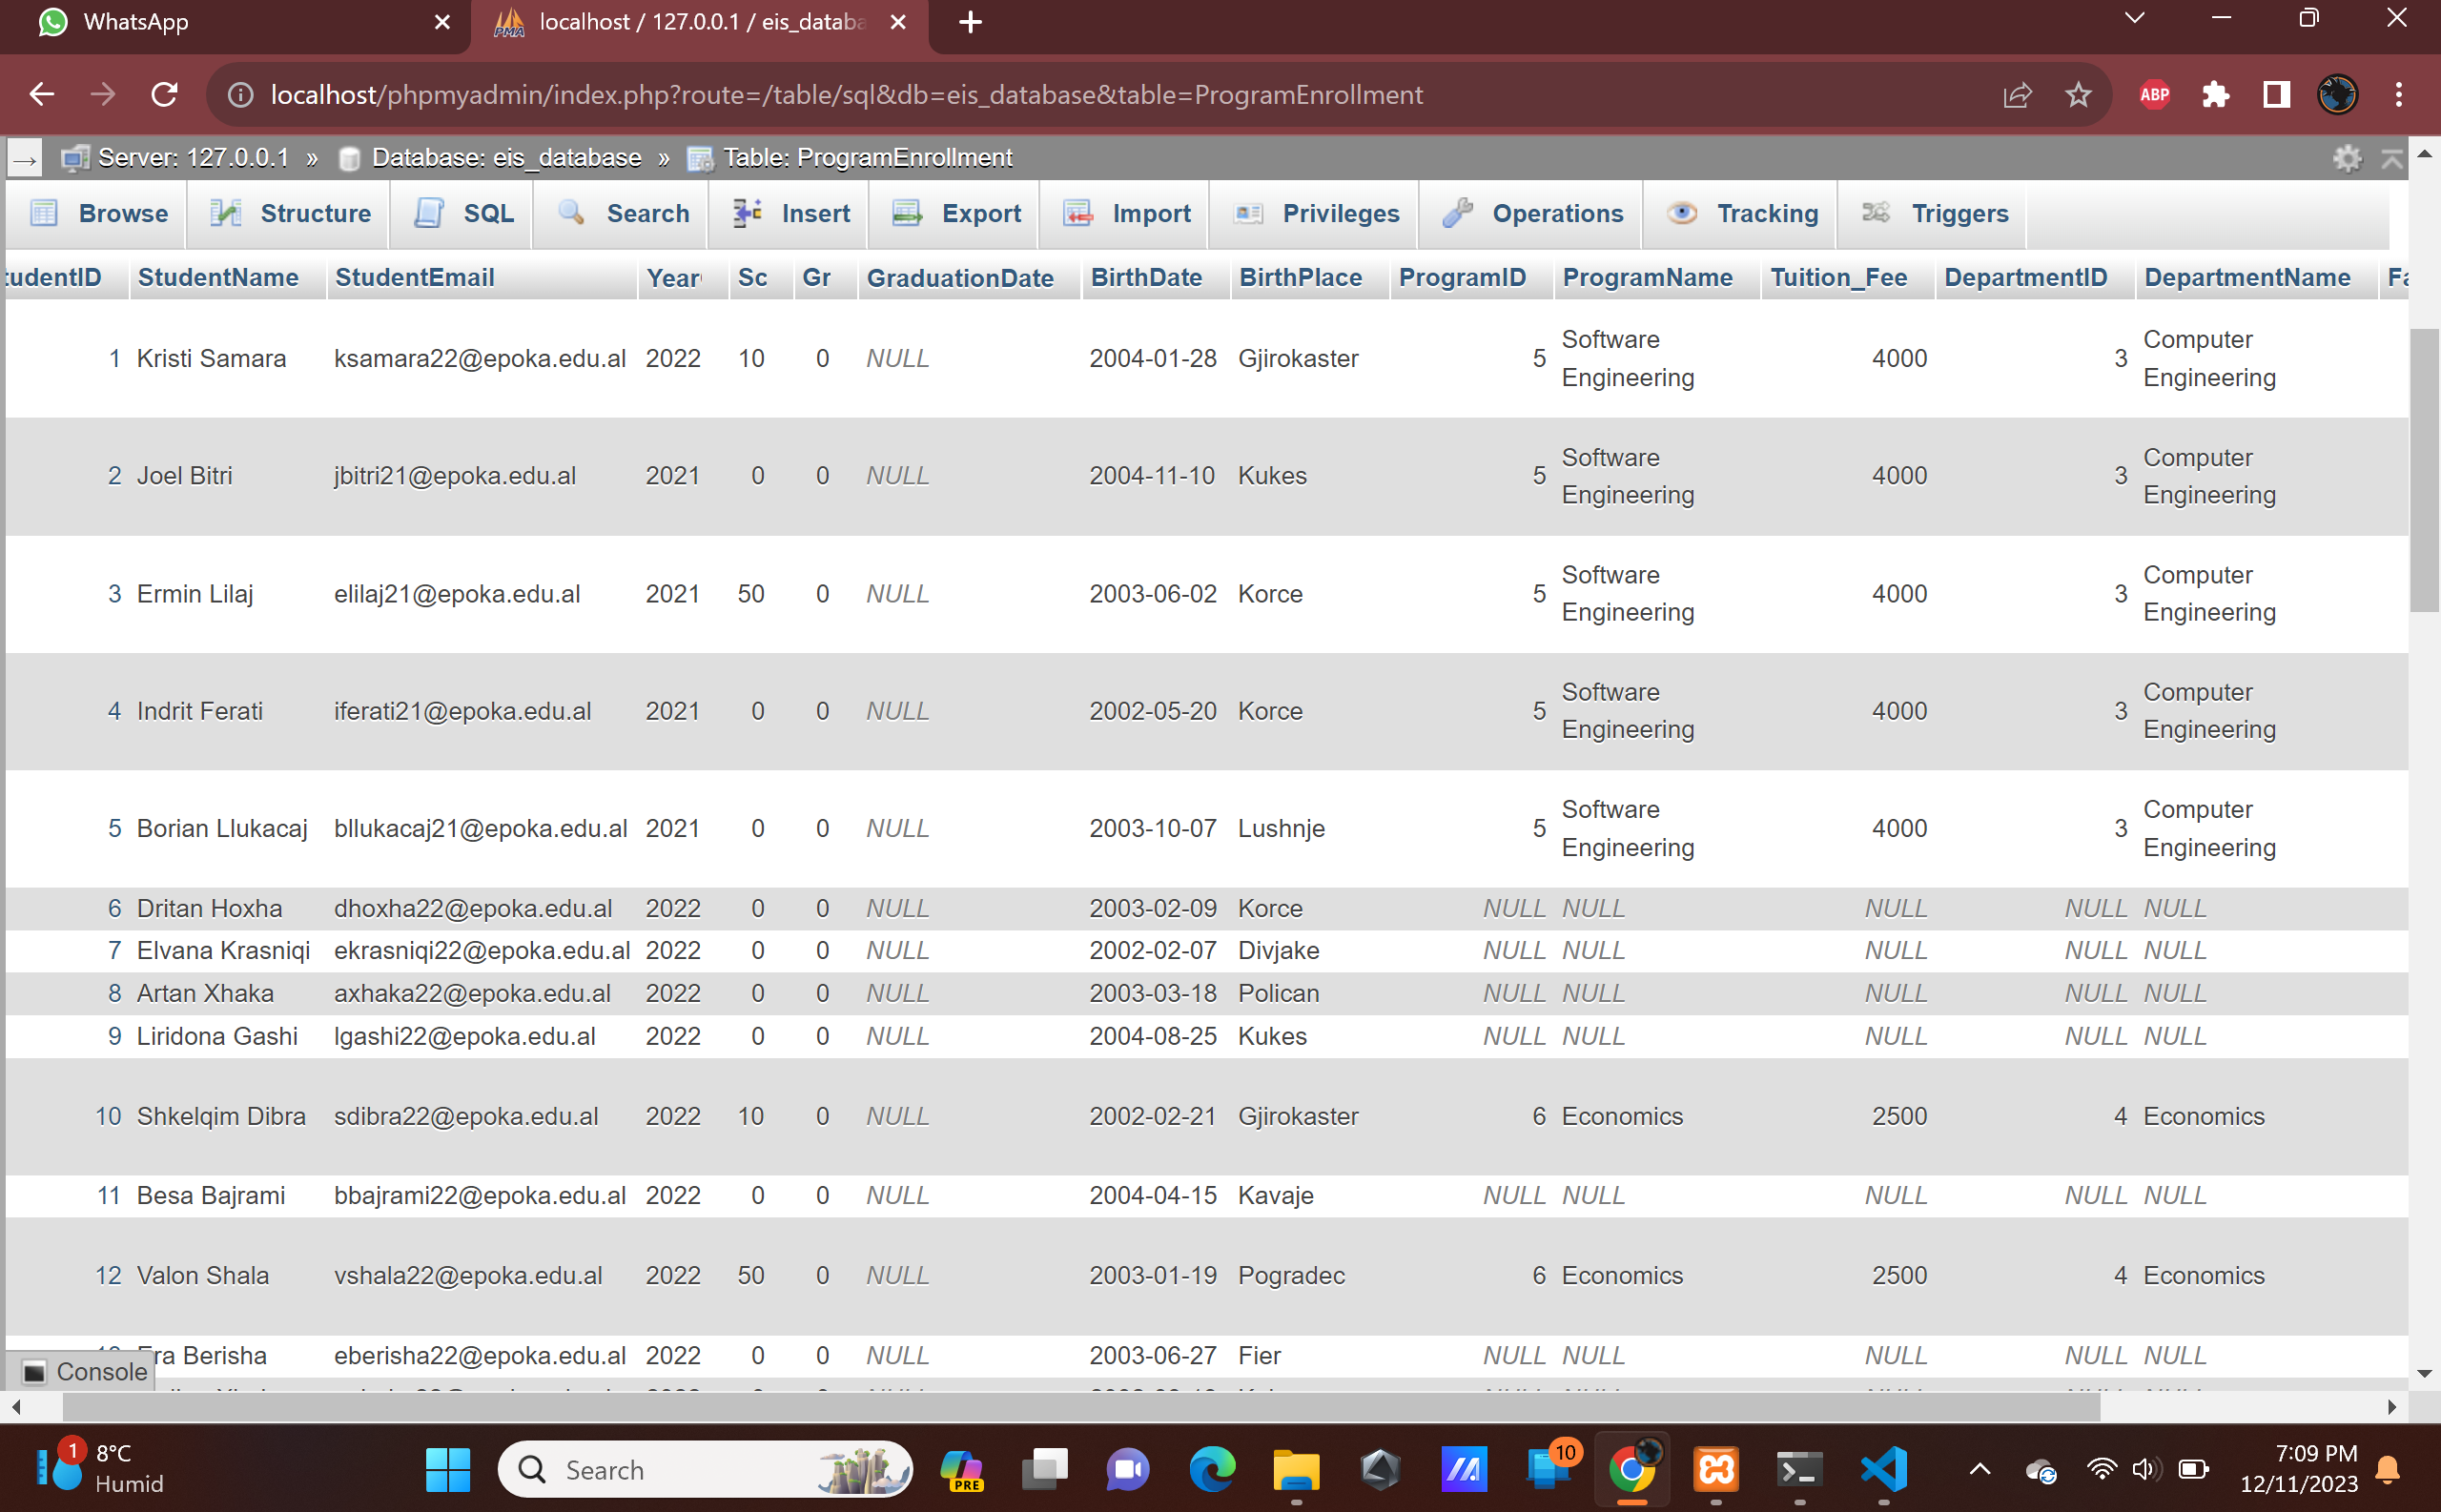 WhatsApp
localhost / 127.0.0.1 / eis_databa
localhost/phpmyadmin/index.php?route=/table/sql&db=eis_database&table=ProgramEnrollment
ABP
Server: 127.0.0.1 » Database: eis_database » Table: ProgramEnrollment
Browse Structure SQL Search Insert Export Import Privileges Operations Tracking Triggers
tudentID StudentName StudentEmail Year Sc Gr GraduationDate BirthDate BirthPlace ProgramID ProgramName Tuition_Fee DepartmentID DepartmentName Fa
1 Kristi Samara ksamara22@epoka.edu.al 2022 10 0 NULL 2004-01-28 Gjirokaster 5 Software Engineering 4000 3 Computer Engineering
2 Joel Bitri jbitri21@epoka.edu.al 2021 0 0 NULL 2004-11-10 Kukes 5 Software Engineering 4000 3 Computer Engineering
3 Ermin Lilaj elilaj21@epoka.edu.al 2021 50 0 NULL 2003-06-02 Korce 5 Software Engineering 4000 3 Computer Engineering
4 Indrit Ferati iferati21@epoka.edu.al 2021 0 0 NULL 2002-05-20 Korce 5 Software Engineering 4000 3 Computer Engineering
5 Borian Llukacaj bllukacaj21@epoka.edu.al 2021 0 0 NULL 2003-10-07 Lushnje 5 Software Engineering 4000 3 Computer Engineering
6 Dritan Hoxha dhoxha22@epoka.edu.al 2022 0 0 NULL 2003-02-09 Korce NULL NULL NULL NULL NULL
7 Elvana Krasniqi ekrasniqi22@epoka.edu.al 2022 0 0 NULL 2002-02-07 Divjake NULL NULL NULL NULL NULL
8 Artan Xhaka axhaka22@epoka.edu.al 2022 0 0 NULL 2003-03-18 Polican NULL NULL NULL NULL NULL
9 Liridona Gashi lgashi22@epoka.edu.al 2022 0 0 NULL 2004-08-25 Kukes NULL NULL NULL NULL NULL
10 Shkelqim Dibra sdibra22@epoka.edu.al 2022 10 0 NULL 2002-02-21 Gjirokaster 6 Economics 2500 4 Economics
11 Besa Bajrami bbajrami22@epoka.edu.al 2022 0 0 NULL 2004-04-15 Kavaje NULL NULL NULL NULL NULL
12 Valon Shala vshala22@epoka.edu.al 2022 50 0 NULL 2003-01-19 Pogradec 6 Economics 2500 4 Economics
ra Berisha eberisha22@epoka.edu.al 2022 0 0 NULL 2003-06-27 Fier NULL NULL NULL NULL NULL
Console
1
8°C
Humid
Search
PRE
10
7:09 PM
12/11/2023